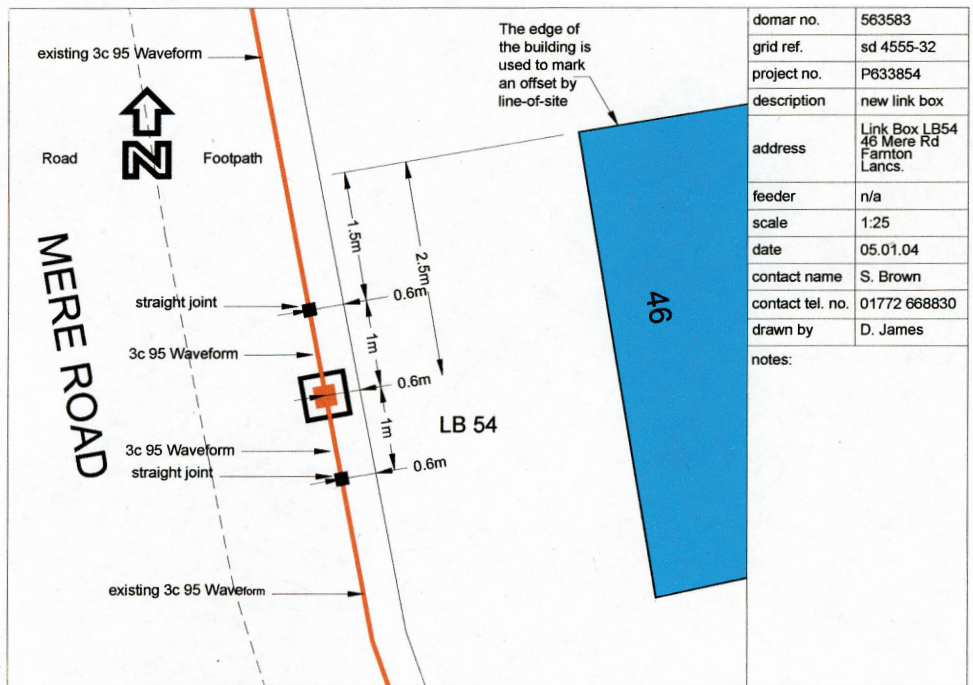 existing 3c 95 Waveform
The edge of
the building is
used to mark
an offset by
line-of-site
N
Road
Footpath
MERE ROAD
1.5m
2.5m
0.6m
straight joint
1m
3c 95 Waveform
0.6m
46
LB 54
1m
3c 95 Waveform
straight joint
0.6m
existing 3c 95 Waveform
domar no. 563583
grid ref. sd 4555-32
project no. P633854
description new link box
address Link Box LB54
46 Mere Rd
Farnton
Lancs.
feeder n/a
scale 1:25
date 05.01.04
contact name S. Brown
contact tel. no. 01772 668830
drawn by D. James
notes: